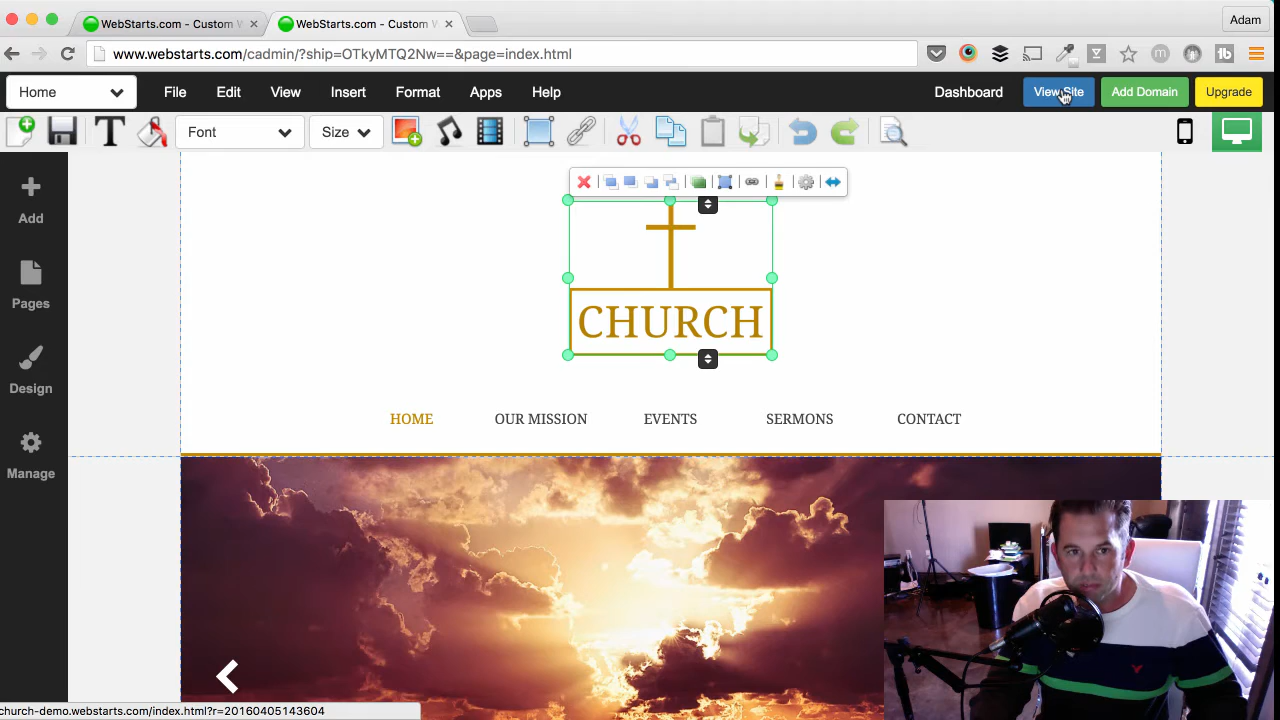 WebStarts.com - Custom W
WebStarts.com - Custom W
Adam
www.webstarts.com/cadmin/?ship=OTkyMTQ2Nw==&page=index.html
Home
File
Edit
View
Insert
Format
Apps
Help
Dashboard
View Site
Add Domain
Upgrade
Font
Size
Add
Pages
Design
Manage
CHURCH
HOME
OUR MISSION
EVENTS
SERMONS
CONTACT
church-demo.webstarts.com/index.html?r=20160405143604